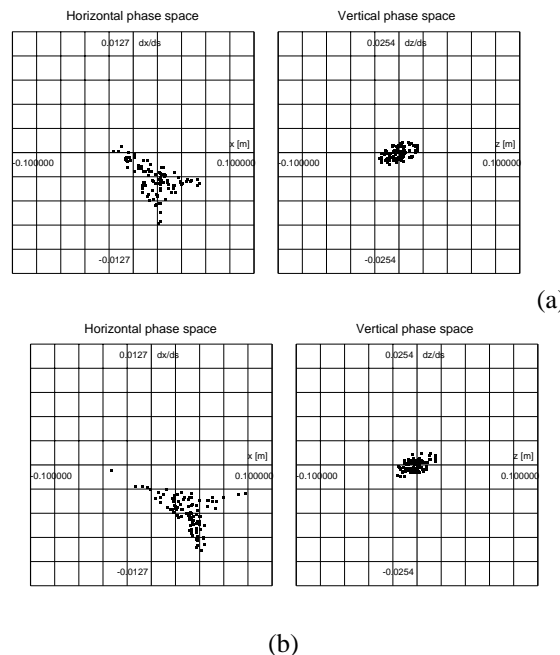 Horizontal phase space
Vertical phase space
0.0127 dx/ds
0.0254 dz/ds
x [m]
z [m]
-0.100000
0.100000
-0.100000
0.100000
-0.0127
-0.0254
(a)
Horizontal phase space
Vertical phase space
0.0127 dx/ds
0.0254 dz/ds
x [m]
z [m]
-0.100000
0.100000
-0.100000
0.100000
-0.0127
-0.0254
(b)